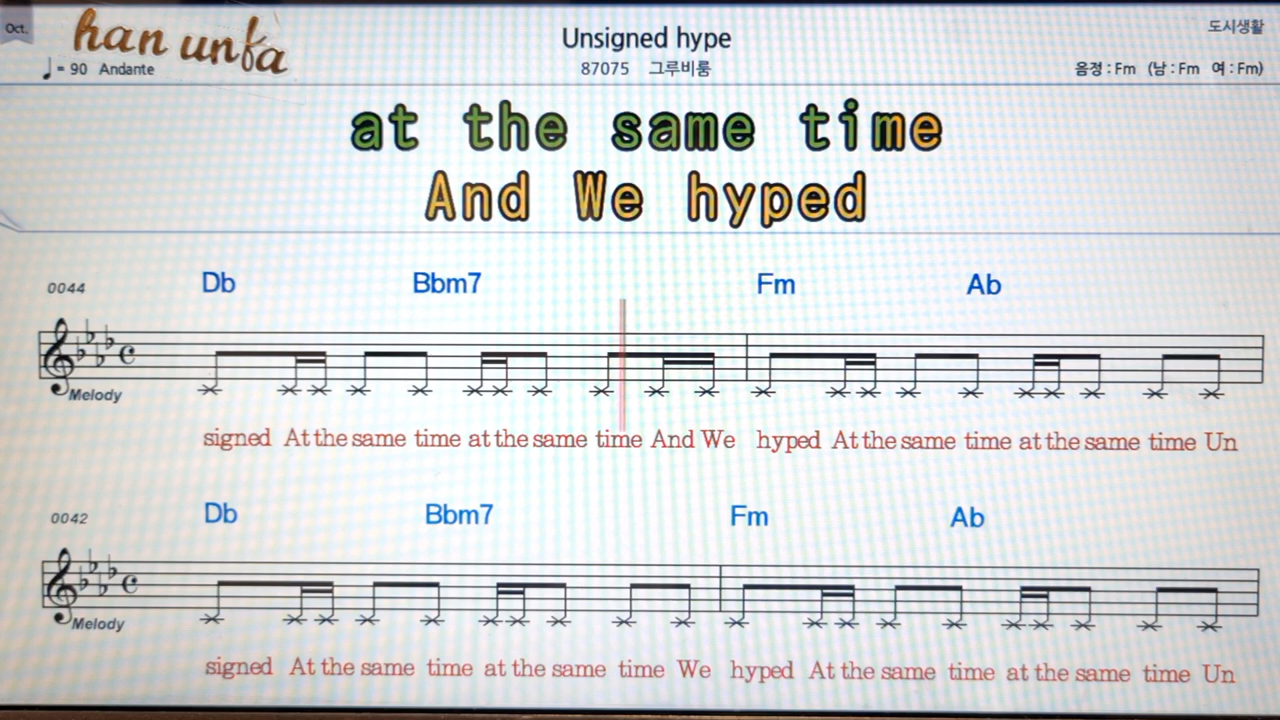 Oct.
han unfa
♩= 90 Andante
Unsigned hype
87075 그루비룸
도시생활
음정 : Fm (남 : Fm 여 : Fm)
at the same time
And We hyped
0044
Db Bbm7 Fm Ab
Melody
signed At the same time at the same time And We hyped At the same time at the same time Un
0042
Db Bbm7 Fm Ab
Melody
signed At the same time at the same time We hyped At the same time at the same time Un